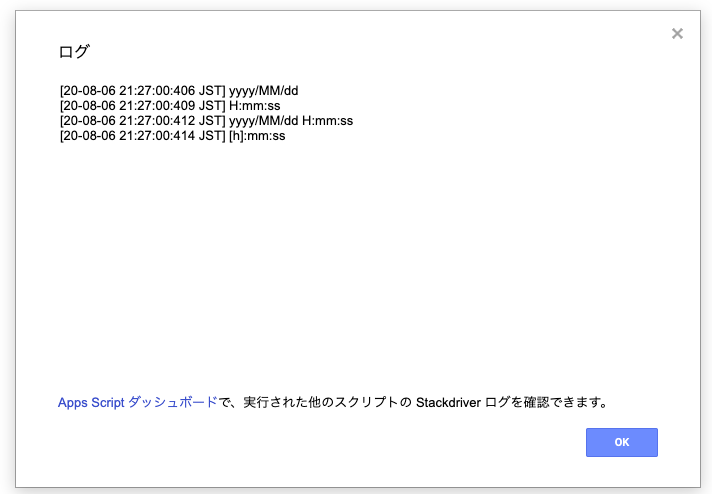 ログ
[20-08-06 21:27:00:406 JST] yyyy/MM/dd
[20-08-06 21:27:00:409 JST] H:mm:ss
[20-08-06 21:27:00:412 JST] yyyy/MM/dd H:mm:ss
[20-08-06 21:27:00:414 JST] [h]:mm:ss
Apps Script ダッシュボードで、実行された他のスクリプトの Stackdriver ログを確認できます。
OK